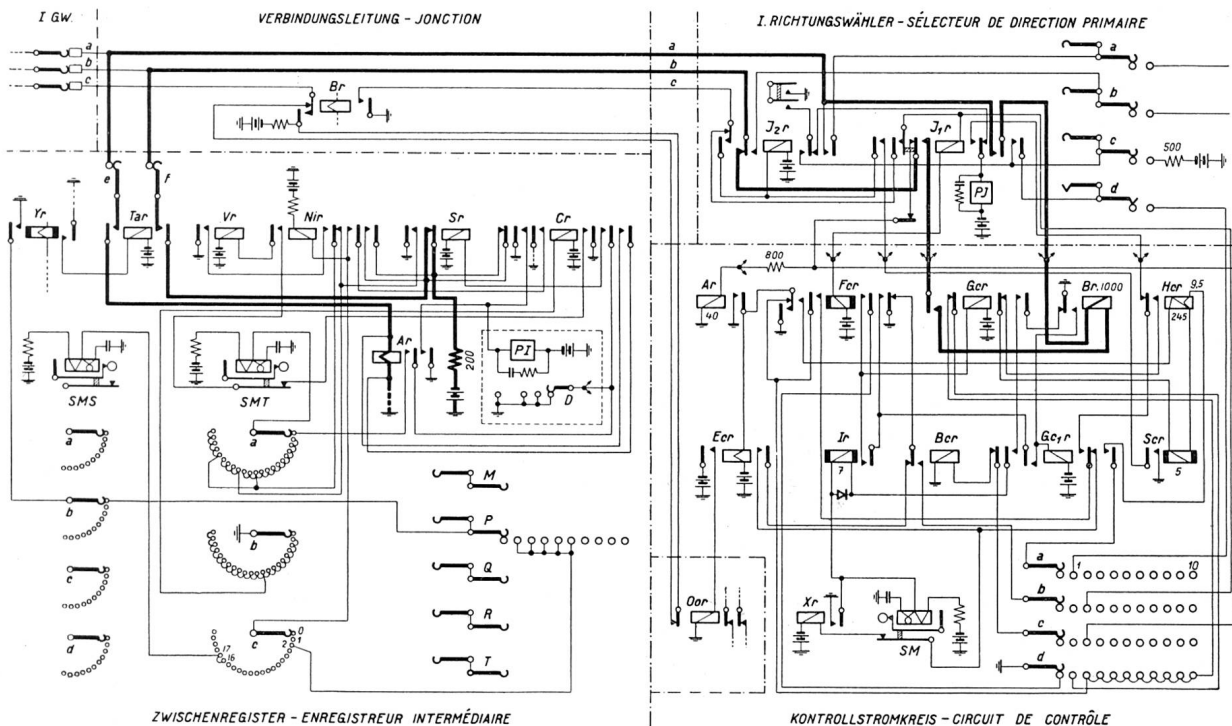 I GW.
VERBINDUNGSLEITUNG - JONCTION
I. RICHTUNGSWÄHLER - SÉLECTEUR DE DIRECTION PRIMAIRE
a
b
c
a
b
c
Br
J2r
J1r
PJ
a
b
c
500
d
e
f
Yr
Tar
Vr
Nir
Sr
Cr
Ar
40
800
Fcr
Gcr
Br.1000
Hcr
9,5
245
SMS
SMT
Ar
200
PI
D
a
b
c
d
a
b
c
0
1
2
17
16
M
P
Q
R
T
Ecr
Ir
7
Bcr
Gc1r
Scr
5
Oor
Xr
SM
a
1
10
b
c
d
ZWISCHENREGISTER - ENREGISTREUR INTERMÉDIAIRE
KONTROLLSTROMKREIS - CIRCUIT DE CONTRÔLE